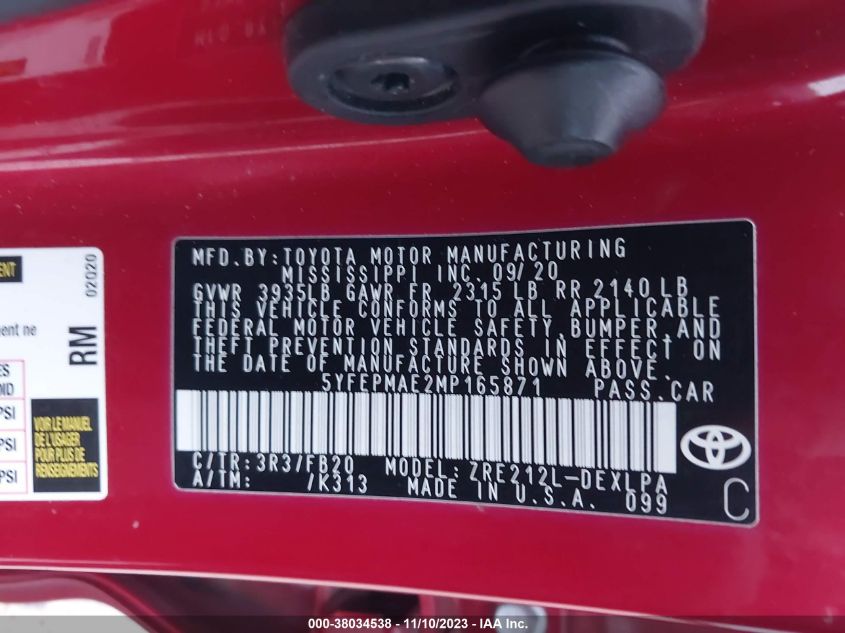 MFD.BY:TOYOTA MOTOR MANUFACTURING
MISSISSIPPI INC. 09/20
GVWR 3935LB GAWR FR 2315 LB RR 2140 LB
THIS VEHICLE CONFORMS TO ALL APPLICABLE
FEDERAL MOTOR VEHICLE SAFETY, BUMPER, AND
THEFT PREVENTION STANDARDS IN EFFECT ON
THE DATE OF MANUFACTURE SHOWN ABOVE.
5YFEPMAE2MP165871 PASS.CAR
C/TR:3R3/FB20 MODEL:ZRE212L-DEXLPA
A/TM: /K313 MADE IN U.S.A. 099
C
02020
RM
ent ne
ES
ND
PSI
PSI
PSI
VOIR LE MANUEL
DE L'USAGER
POUR PLUS DE
RENSEIGNEMENTS
000-38034538 - 11/10/2023 - © IAA Inc.